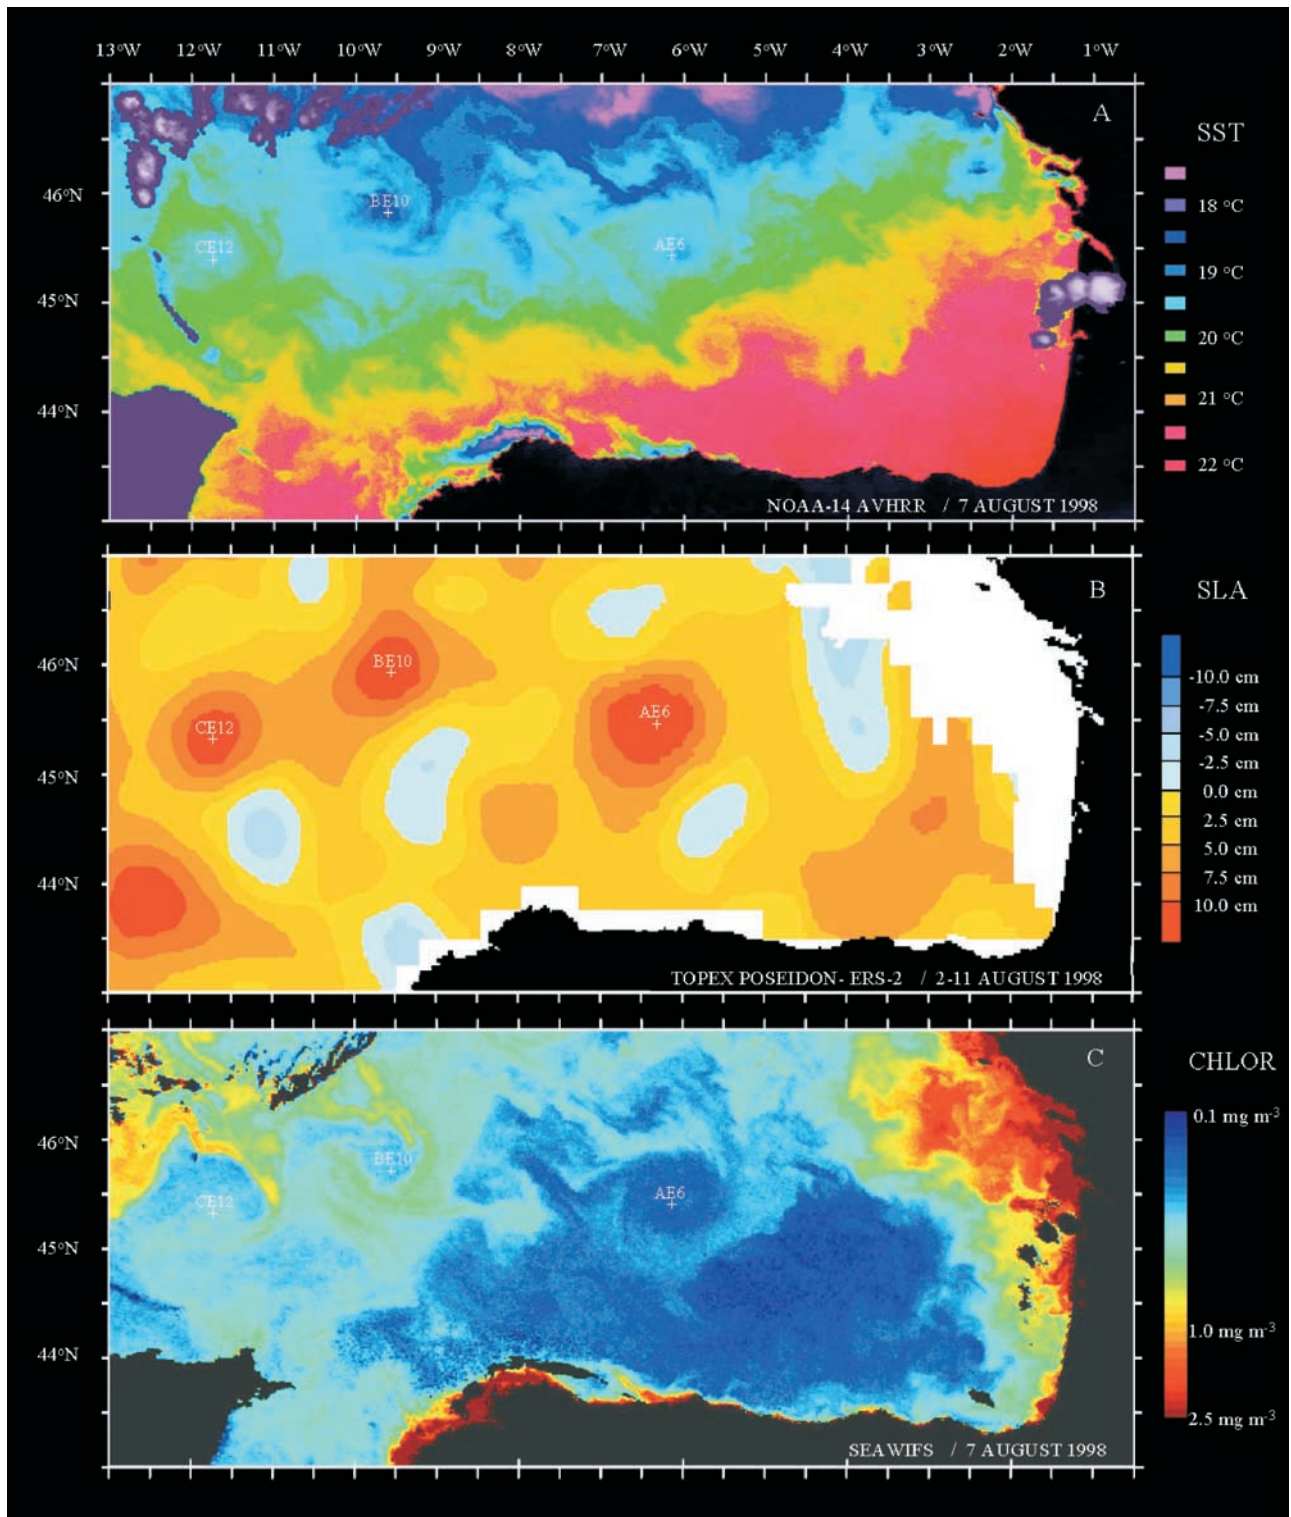 13°W 12°W 11°W 10°W 9°W 8°W 7°W 6°W 5°W 4°W 3°W 2°W 1°W
A
SST
46°N
45°N
44°N
BE10
CE12
AE6
18 °C
19 °C
20 °C
21 °C
22 °C
NOAA-14 AVHRR / 7 AUGUST 1998
B
SLA
46°N
45°N
44°N
BE10
CE12
AE6
-10.0 cm
-7.5 cm
-5.0 cm
-2.5 cm
0.0 cm
2.5 cm
5.0 cm
7.5 cm
10.0 cm
TOPEX POSEIDON- ERS-2 / 2-11 AUGUST 1998
C
CHLOR
46°N
45°N
44°N
BE10
CE12
AE6
0.1 mg m-3
1.0 mg m-3
2.5 mg m-3
SEAWIFS / 7 AUGUST 1998